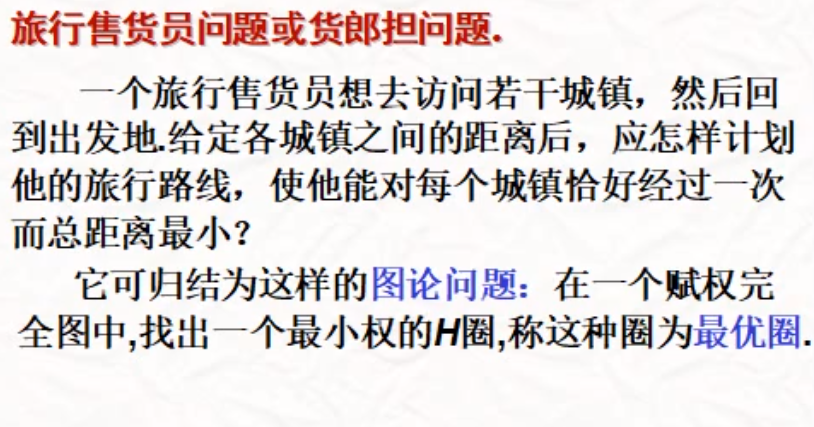 旅行售货员问题或货郎担问题.
一个旅行售货员想去访问若干城镇，然后回
到出发地.给定各城镇之间的距离后，应怎样计划
他的旅行路线，使他能对每个城镇恰好经过一次
而总距离最小？
它可归结为这样的图论问题：在一个赋权完
全图中,找出一个最小权的H圈,称这种圈为最优圈.